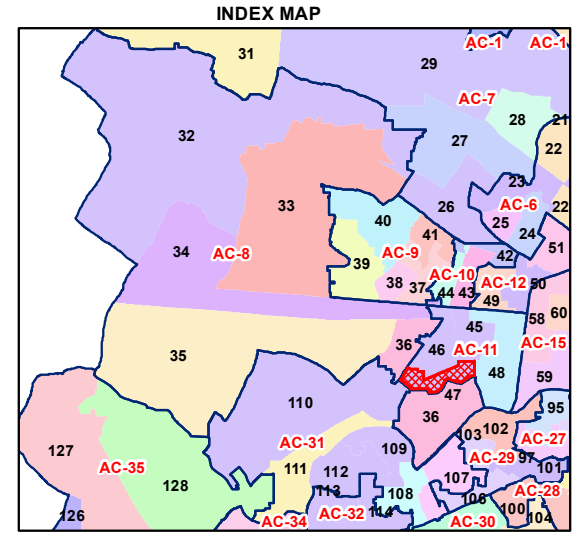 INDEX MAP
31
AC-1
AC-1
29
AC-7
28
21
32
27
22
23
33
26
AC-6
22
40
25
24
41
34
AC-8
AC-9
42
51
39
AC-10
AC-12
50
38
37
44
43
49
58
60
45
35
36
46
AC-11
AC-15
48
59
47
110
95
36
102
103
AC-27
127
AC-31
109
AC-29
97
AC-35
111
112
107
101
128
113
108
106
AC-28
126
AC-34
AC-32
114
AC-30
100
104